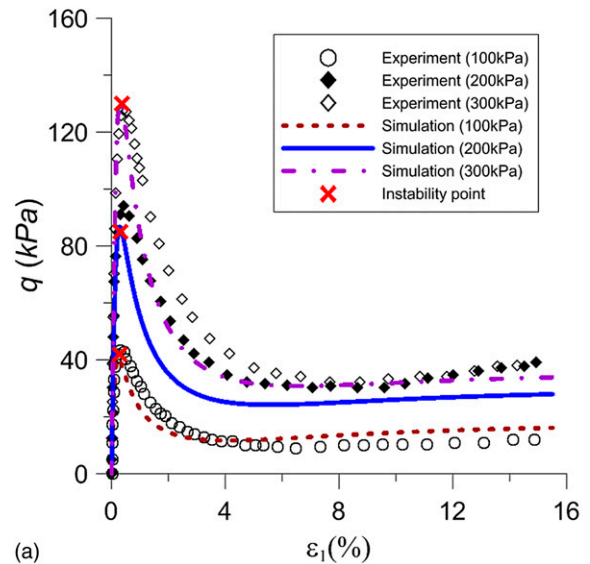 160
120
80
40
0
q (kPa)
Experiment (100kPa)
Experiment (200kPa)
Experiment (300kPa)
Simulation (100kPa)
Simulation (200kPa)
Simulation (300kPa)
Instability point
0 4 8 12 16
(a)
ε₁(%)